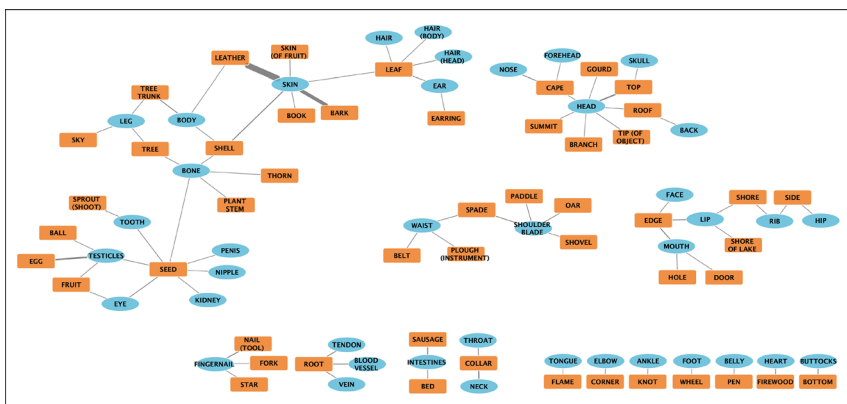 HAIR
HAIR
(BODY)
HAIR
(HEAD)
LEATHER
SKIN
(OF FRUIT)
SKIN
LEAF
EAR
EARRING
BOOK
BARK
TREE
TRUNK
LEG
BODY
SKY
TREE
SHELL
BONE
THORN
PLANT
STEM
SPROUT
(SHOOT)
TOOTH
BALL
TESTICLES
EGG
FRUIT
EYE
SEED
PENIS
NIPPLE
KIDNEY
FOREHEAD
NOSE
CAPE
GOURD
SKULL
TOP
HEAD
ROOF
SUMMIT
BRANCH
TIP (OF
OBJECT)
BACK
WAIST
SPADE
PADDLE
OAR
SHOULDER
BLADE
BELT
PLOUGH
(INSTRUMENT)
SHOVEL
FACE
EDGE
LIP
SHORE
SIDE
RIB
HIP
MOUTH
SHORE
OF LAKE
HOLE
DOOR
NAIL
(TOOL)
FINGERNAIL
FORK
STAR
TENDON
ROOT
BLOOD
VESSEL
VEIN
SAUSAGE
INTESTINES
BED
THROAT
COLLAR
NECK
TONGUE
ELBOW
ANKLE
FOOT
BELLY
HEART
BUTTOCKS
FLAME
CORNER
KNOT
WHEEL
PEN
FIREWOOD
BOTTOM